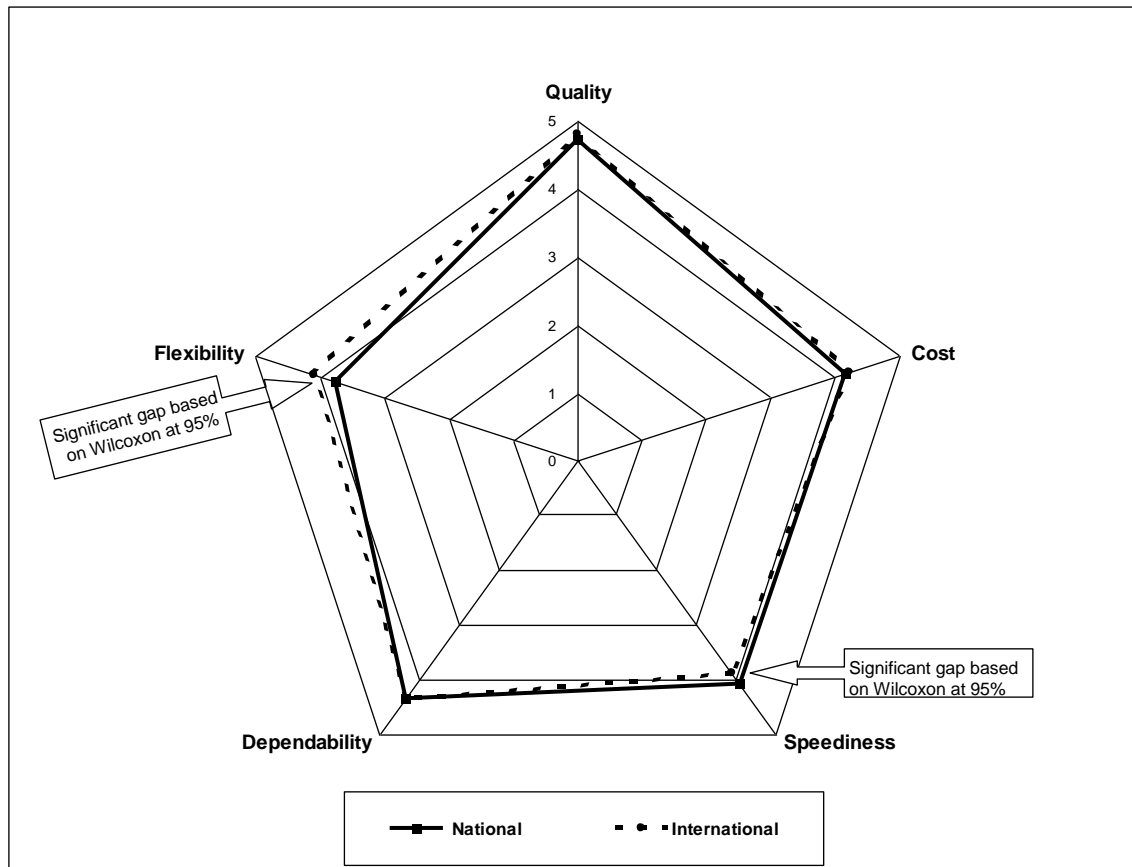 Quality
5
4
3
2
1
0
Flexibility
Cost
Significant gap based
on Wilcoxon at 95%
Significant gap based
on Wilcoxon at 95%
Dependability
Speediness
National
International